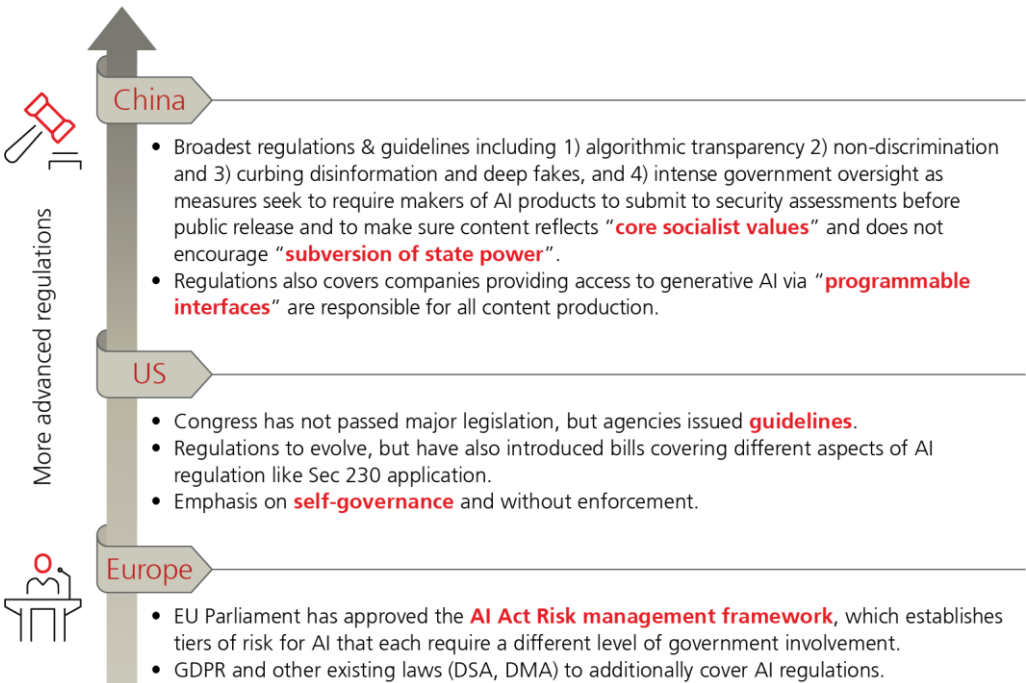 China
• Broadest regulations & guidelines including 1) algorithmic transparency 2) non-discrimination
and 3) curbing disinformation and deep fakes, and 4) intense government oversight as
measures seek to require makers of AI products to submit to security assessments before
public release and to make sure content reflects “core socialist values” and does not
encourage “subversion of state power”.
• Regulations also covers companies providing access to generative AI via “programmable
interfaces” are responsible for all content production.
More advanced regulations
US
• Congress has not passed major legislation, but agencies issued guidelines.
• Regulations to evolve, but have also introduced bills covering different aspects of AI
regulation like Sec 230 application.
• Emphasis on self-governance and without enforcement.
Europe
• EU Parliament has approved the AI Act Risk management framework, which establishes
tiers of risk for AI that each require a different level of government involvement.
• GDPR and other existing laws (DSA, DMA) to additionally cover AI regulations.